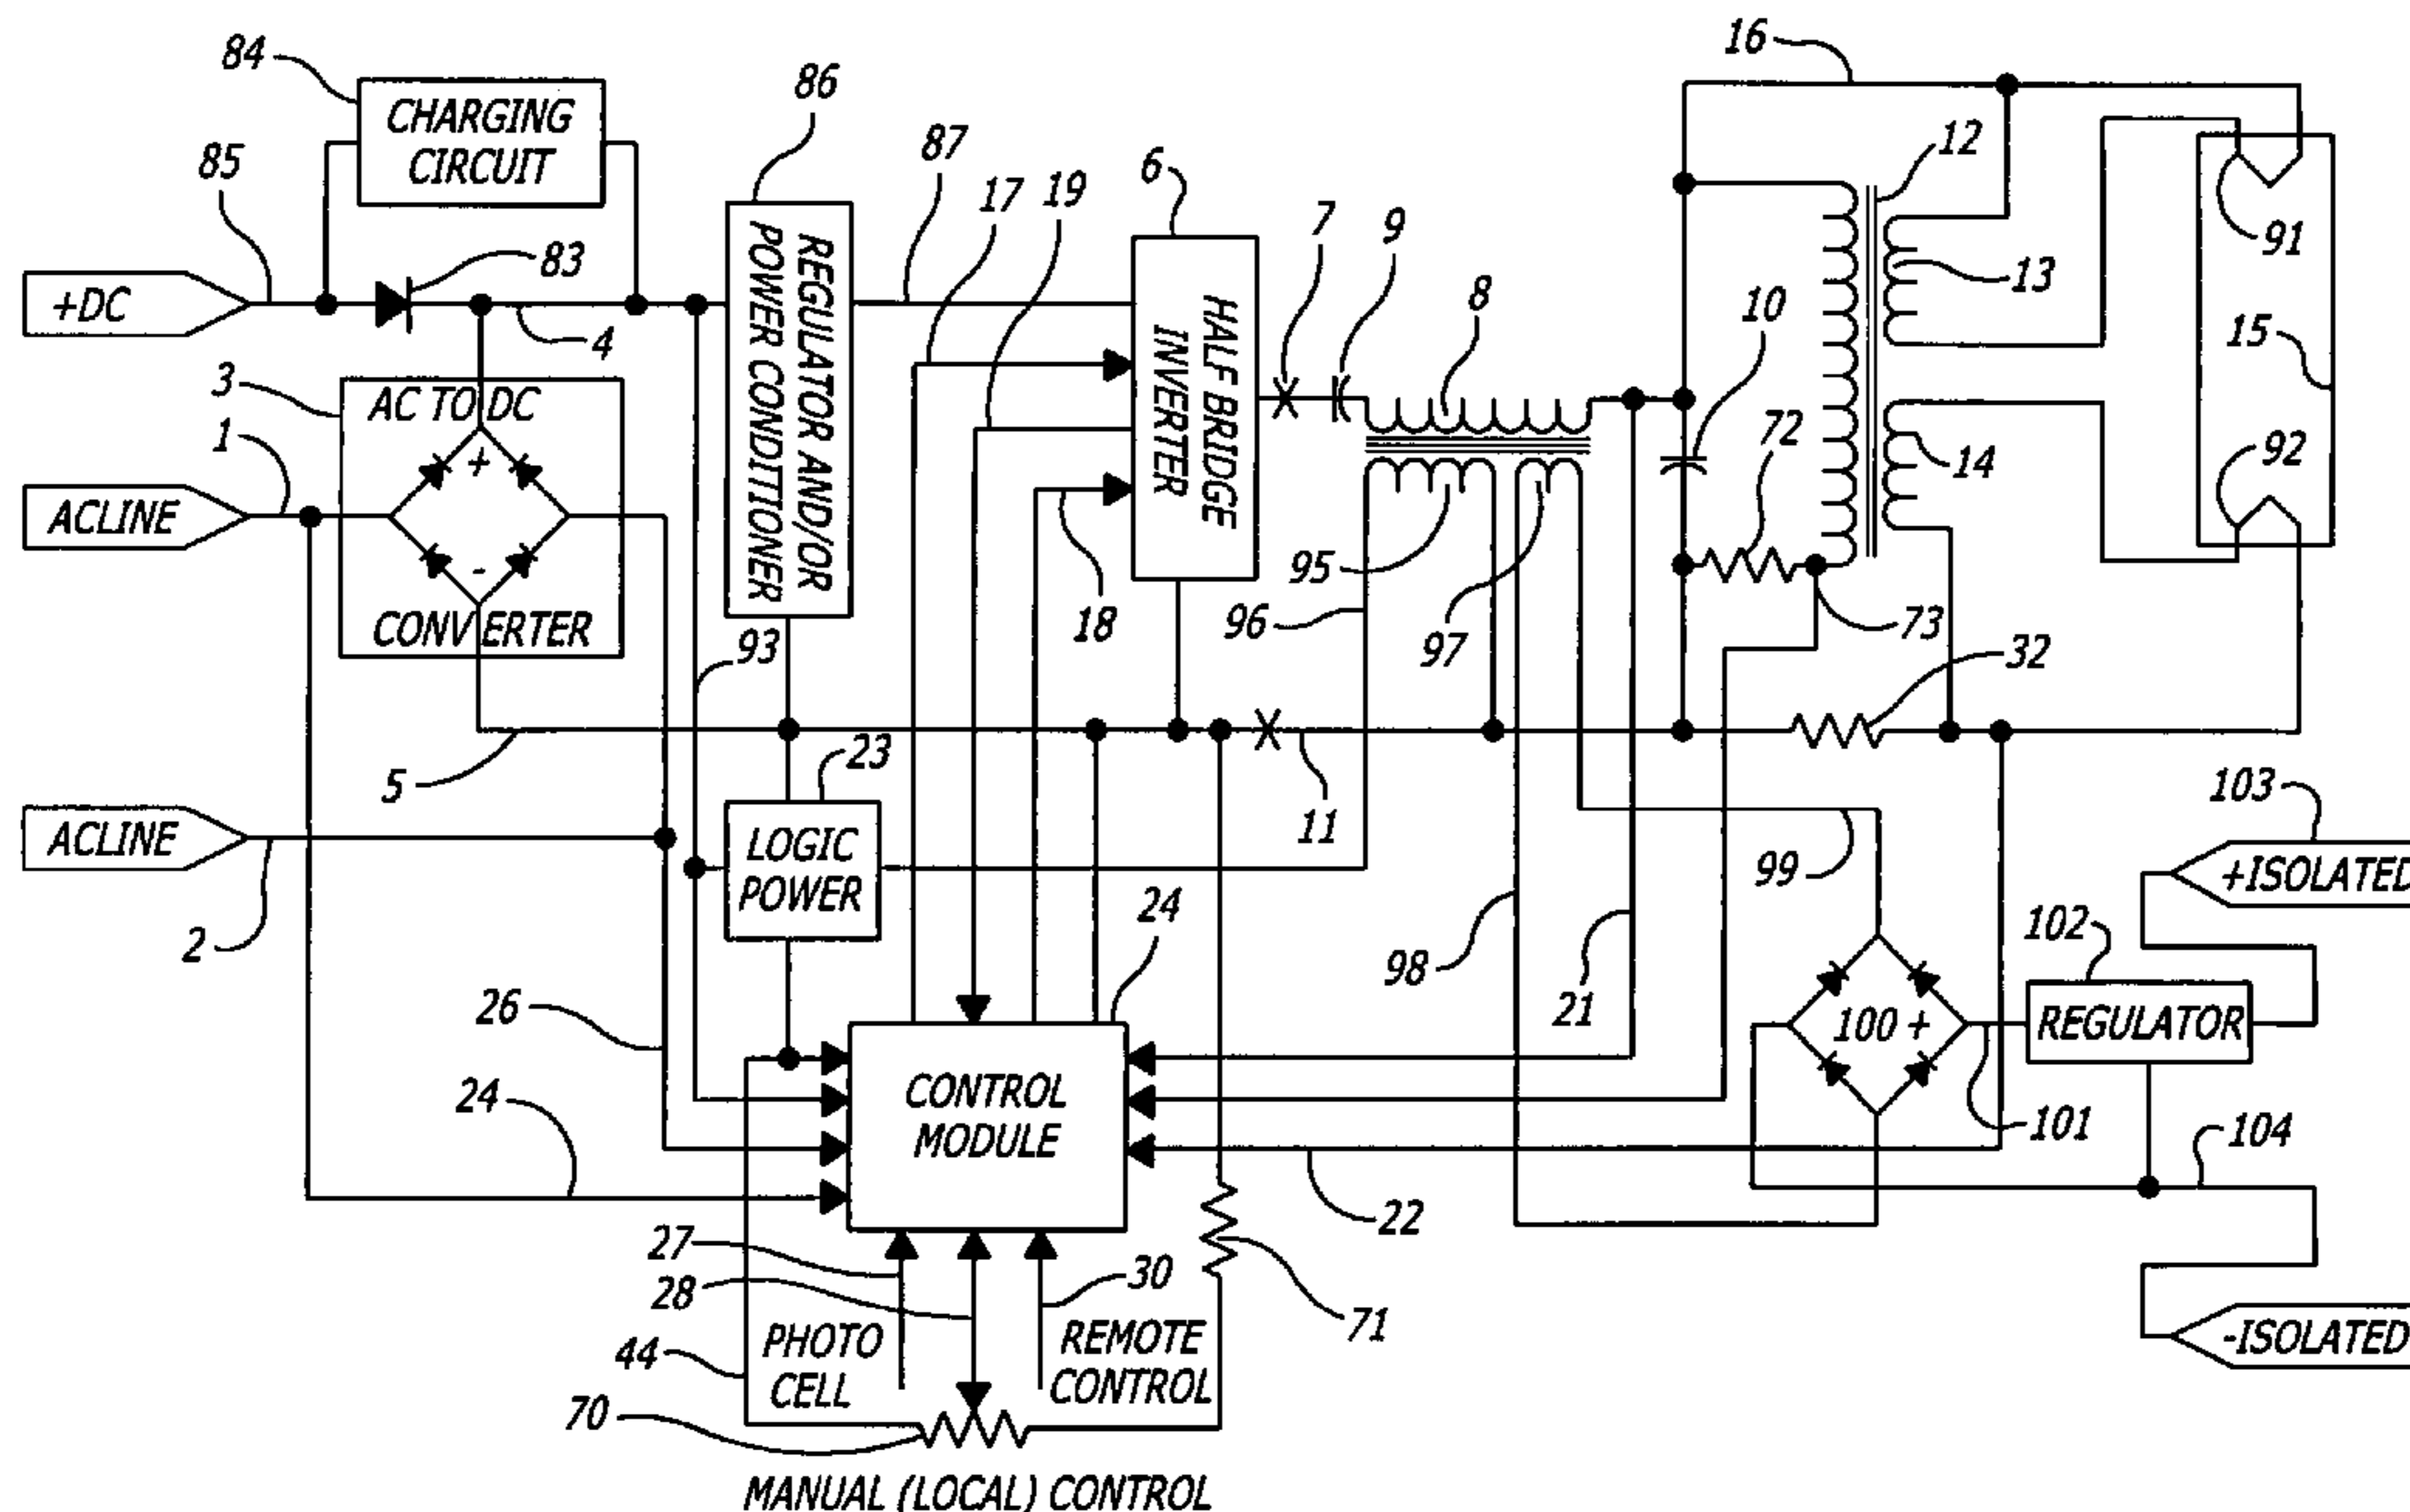 16
84
CHARGING
CIRCUIT
86
85
87
6
12
17
19
7
9
91
+DC
83
REGULATOR AND/OR
POWER CONDITIONER
HALF BRIDGE
INVERTER
8
10
13
15
4
3
AC TO DC
1
+
72
14
92
ACLINE
-
95
CONVERTER
18
96
97
73
32
93
5
23
11
103
ACLINE
LOGIC
POWER
99
+ISOLATED
2
24
98
21
102
26
100 +
REGULATOR
24
CONTROL
MODULE
101
104
22
27
28
30
71
44
PHOTO
CELL
REMOTE
CONTROL
-ISOLATED
70
MANUAL (LOCAL) CONTROL